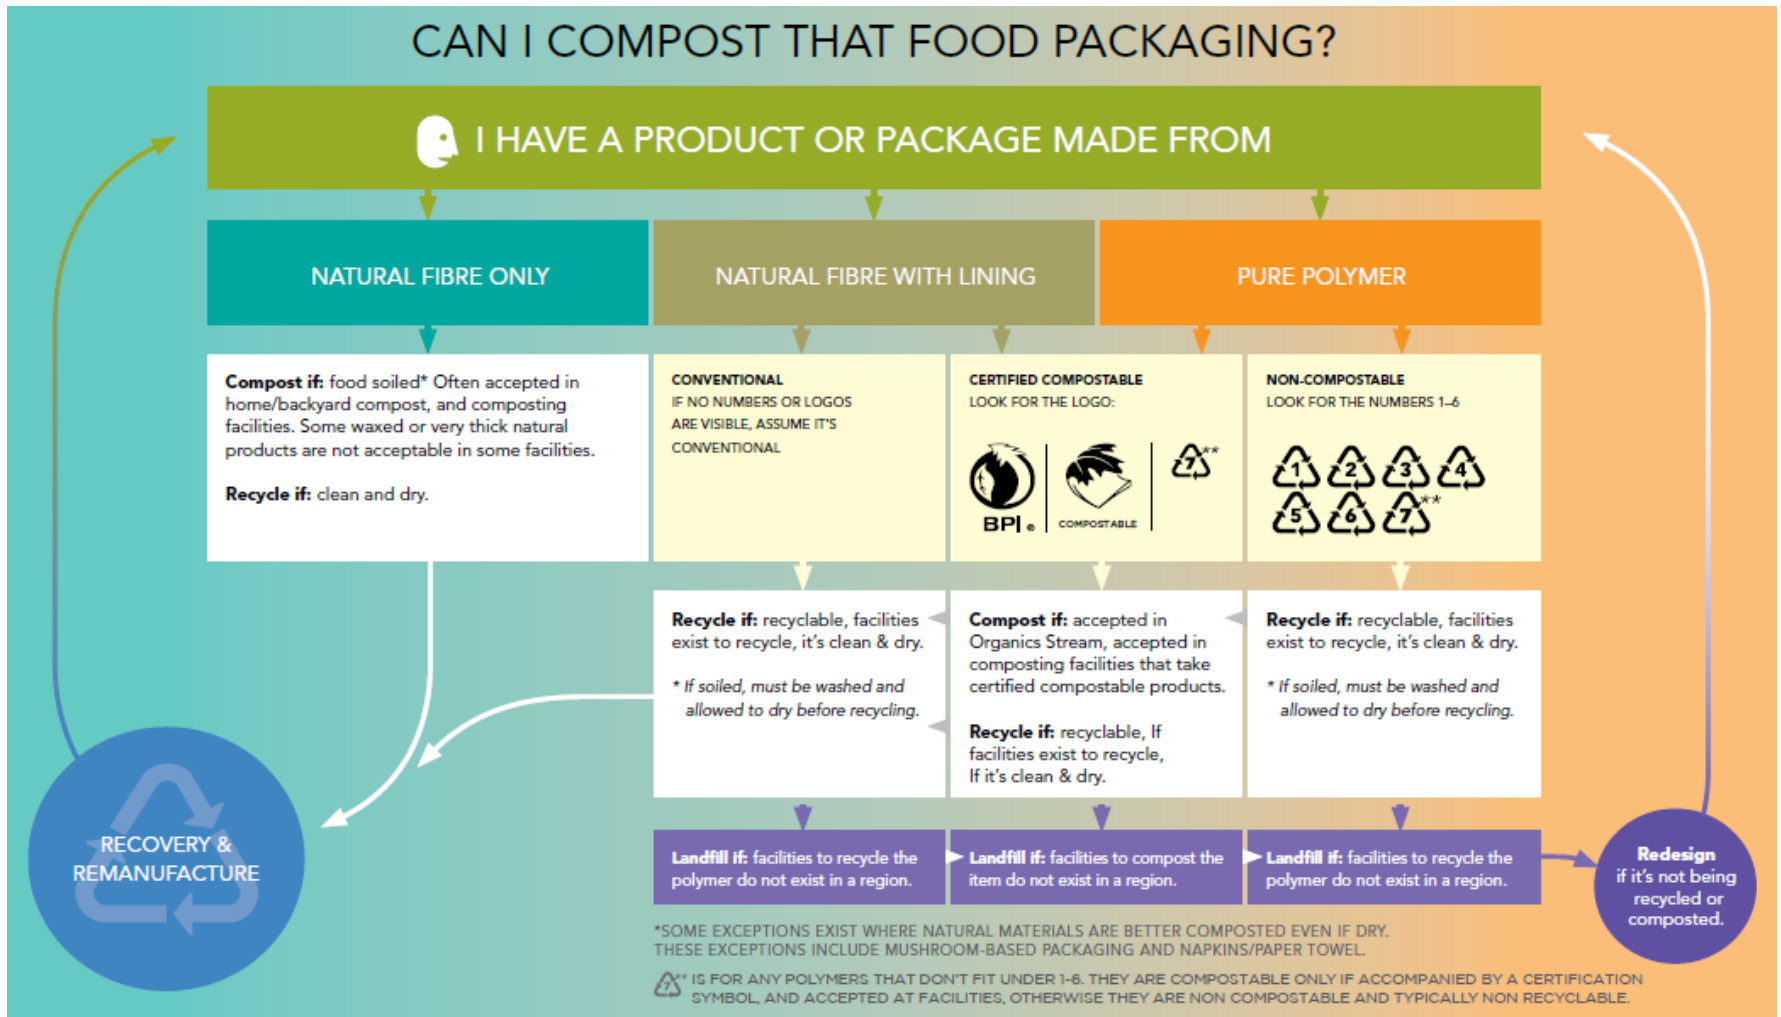 CAN I COMPOST THAT FOOD PACKAGING?
I HAVE A PRODUCT OR PACKAGE MADE FROM
NATURAL FIBRE ONLY
NATURAL FIBRE WITH LINING
PURE POLYMER
Compost if: food soiled* Often accepted in
home/backyard compost, and composting
facilities. Some waxed or very thick natural
products are not acceptable in some facilities.
Recycle if: clean and dry.
CONVENTIONAL
IF NO NUMBERS OR LOGOS
ARE VISIBLE, ASSUME IT'S
CONVENTIONAL
CERTIFIED COMPOSTABLE
LOOK FOR THE LOGO:
BPI ®
COMPOSTABLE
7**
NON-COMPOSTABLE
LOOK FOR THE NUMBERS 1–6
1 2 3 4
5 6 7**
Recycle if: recyclable, facilities
exist to recycle, it's clean & dry.
* If soiled, must be washed and
allowed to dry before recycling.
Compost if: accepted in
Organics Stream, accepted in
composting facilities that take
certified compostable products.
Recycle if: recyclable, If
facilities exist to recycle,
If it's clean & dry.
Recycle if: recyclable, facilities
exist to recycle, it's clean & dry.
* If soiled, must be washed and
allowed to dry before recycling.
Landfill if: facilities to recycle the
polymer do not exist in a region.
Landfill if: facilities to compost the
item do not exist in a region.
Landfill if: facilities to recycle the
polymer do not exist in a region.
RECOVERY &
REMANUFACTURE
Redesign
if it's not being
recycled or
composted.
*SOME EXCEPTIONS EXIST WHERE NATURAL MATERIALS ARE BETTER COMPOSTED EVEN IF DRY.
THESE EXCEPTIONS INCLUDE MUSHROOM-BASED PACKAGING AND NAPKINS/PAPER TOWEL.
7** IS FOR ANY POLYMERS THAT DON'T FIT UNDER 1-6. THEY ARE COMPOSTABLE ONLY IF ACCOMPANIED BY A CERTIFICATION
SYMBOL, AND ACCEPTED AT FACILITIES, OTHERWISE THEY ARE NON COMPOSTABLE AND TYPICALLY NON RECYCLABLE.